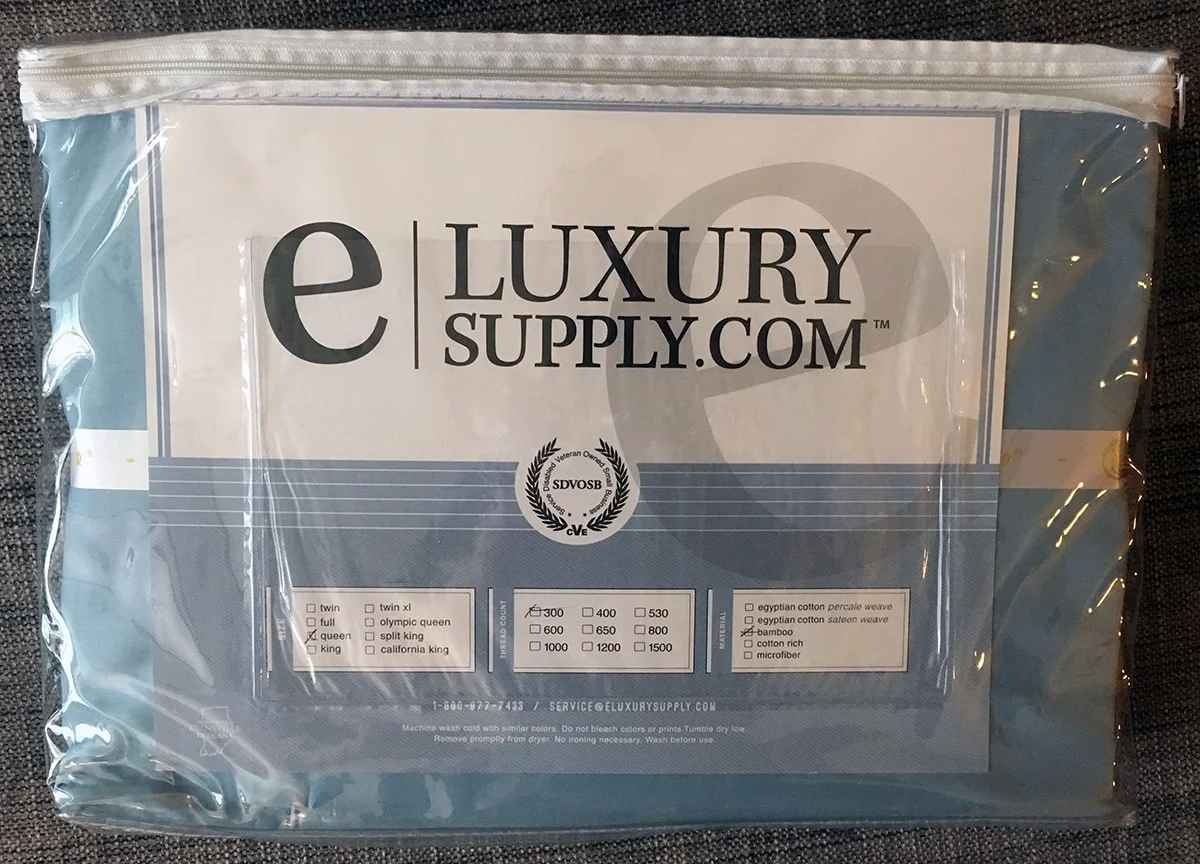 e
LUXURY
SUPPLY.COM™
e
Service Disabled Veteran Owned Small Business
SDVOSB
CVE
SIZE
twin
full
queen
king
twin xl
olympic queen
split king
california king
THREAD COUNT
300 400 530
600 650 800
1000 1200 1500
MATERIAL
egyptian cotton percale weave
egyptian cotton sateen weave
bamboo
cotton rich
microfiber
1-800-877-7433 / SERVICE@ELUXURYSUPPLY.COM
Machine wash cold with similar colors. Do not bleach colors or prints.Tumble dry low.
Remove promptly from dryer. No ironing necessary. Wash before use.